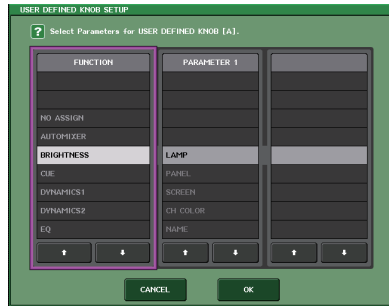 USER DEFINED KNOB SETUP
? Select Parameters for USER DEFINED KNOB [A].
FUNCTION
PARAMETER 1
NO ASSIGN
AUTOMIXER
BRIGHTNESS
LAMP
CUE
PANEL
DYNAMICS1
SCREEN
DYNAMICS2
CH COLOR
EQ
NAME
CANCEL
OK